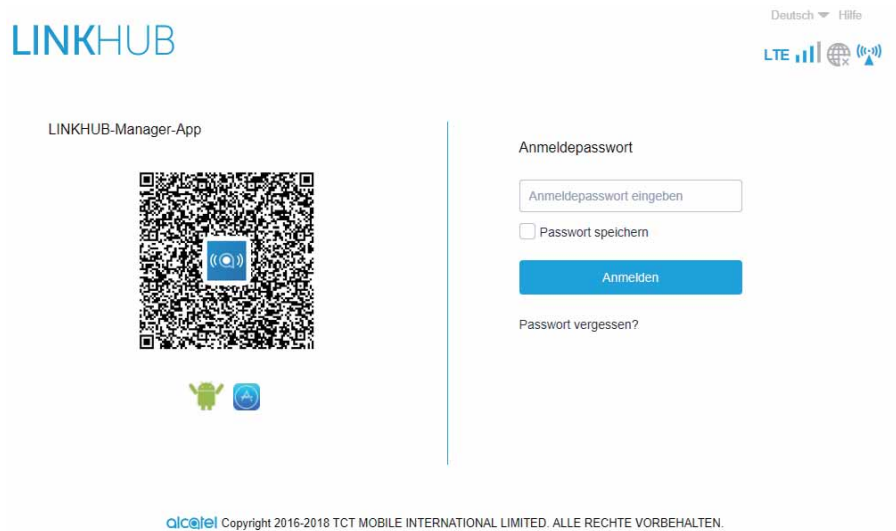 Deutsch Hilfe
LINKHUB
LTE
LINKHUB-Manager-App
Anmeldepasswort
Anmeldepasswort eingeben
Passwort speichern
Anmelden
Passwort vergessen?
alcatel Copyright 2016-2018 TCT MOBILE INTERNATIONAL LIMITED. ALLE RECHTE VORBEHALTEN.